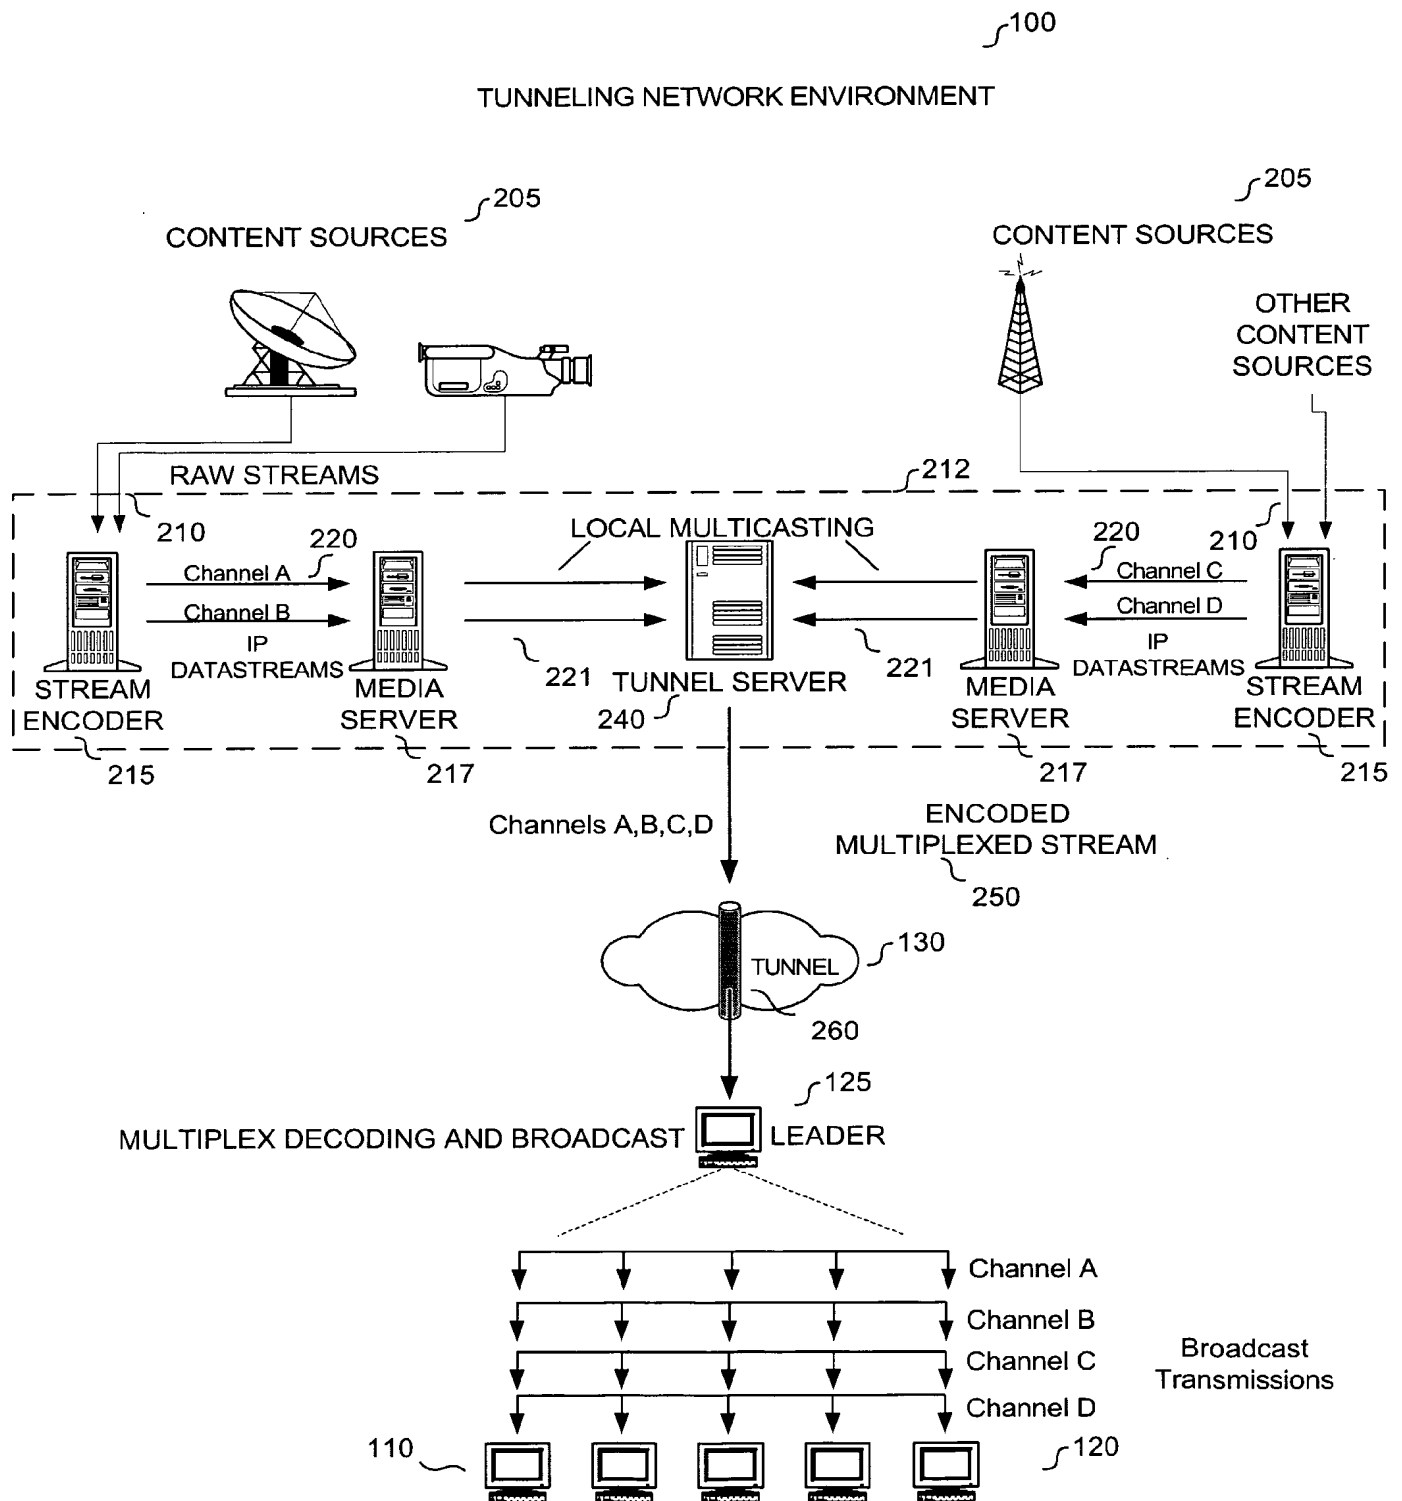 100
TUNNELING NETWORK ENVIRONMENT
205
CONTENT SOURCES
205
CONTENT SOURCES
OTHER
CONTENT
SOURCES
RAW STREAMS
212
210
LOCAL MULTICASTING
210
220
Channel A
Channel B
IP
DATASTREAMS
220
Channel C
Channel D
IP
DATASTREAMS
221
221
STREAM
ENCODER
215
MEDIA
SERVER
217
TUNNEL SERVER
240
MEDIA
SERVER
217
STREAM
ENCODER
215
Channels A,B,C,D
ENCODED
MULTIPLEXED STREAM
250
130
TUNNEL
260
125
MULTIPLEX DECODING AND BROADCAST
LEADER
Channel A
Channel B
Channel C
Channel D
Broadcast
Transmissions
110
120